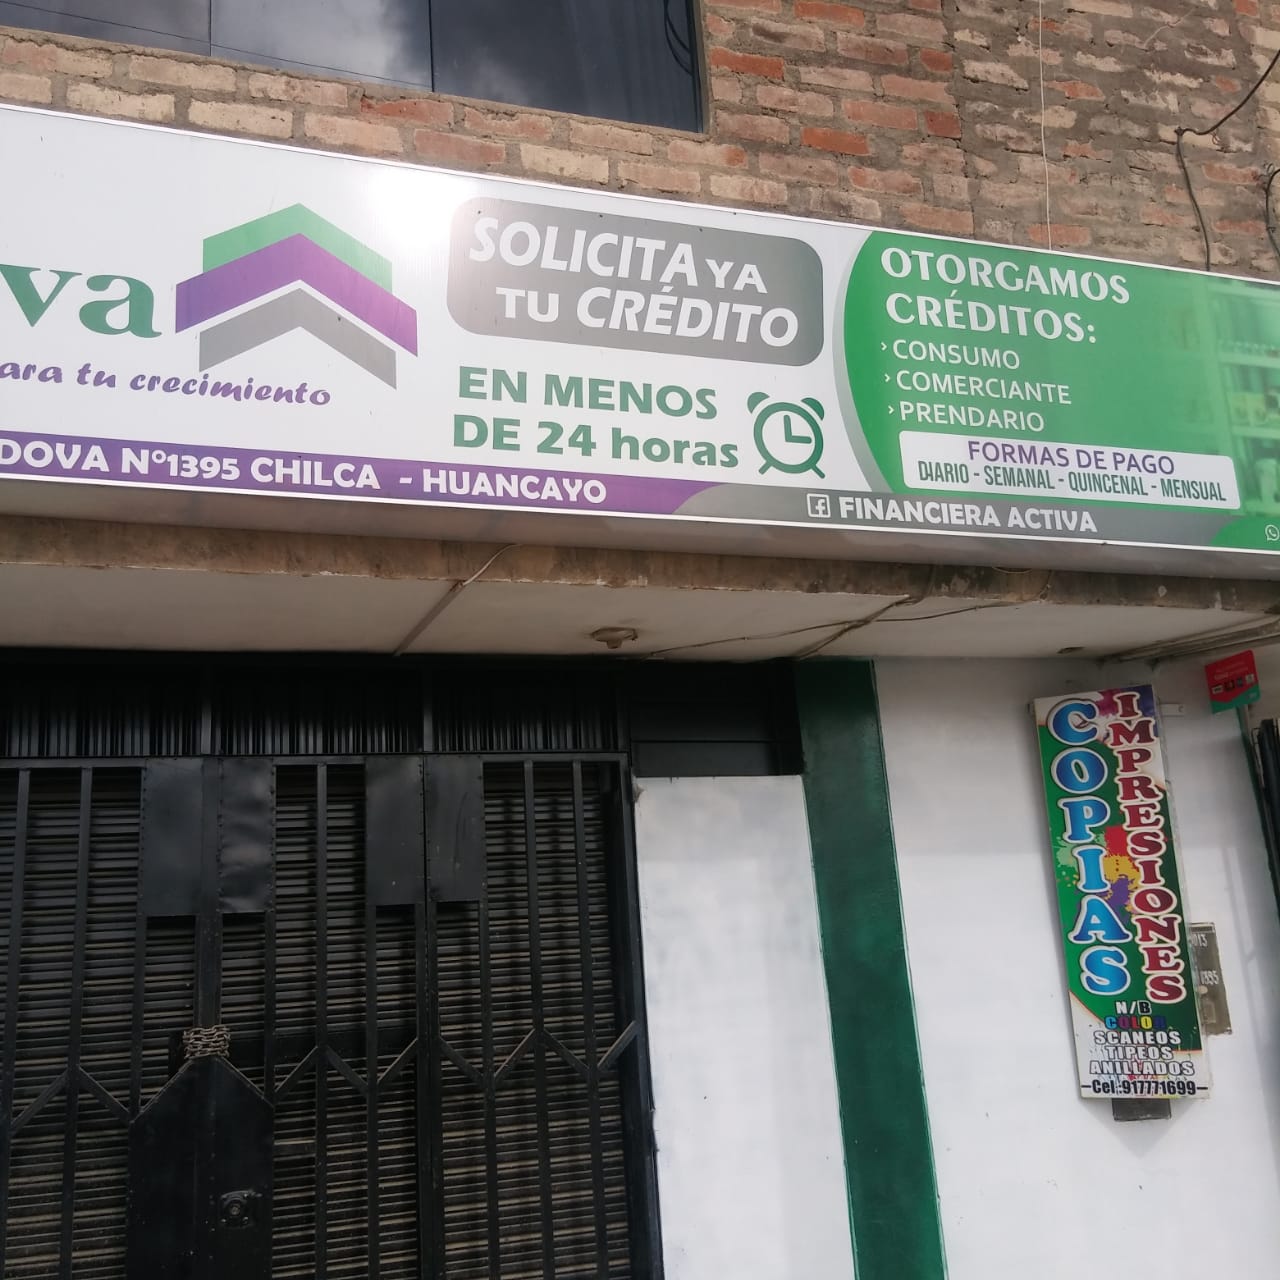 va
ara tu crecimiento
DOVA N°1395 CHILCA - HUANCAYO
SOLICITA YA
TU CRÉDITO
EN MENOS
DE 24 horas
OTORGAMOS
CRÉDITOS:
› CONSUMO
› COMERCIANTE
› PRENDARIO
FORMAS DE PAGO
DIARIO - SEMANAL - QUINCENAL - MENSUAL
FINANCIERA ACTIVA
COPIAS
IMPRESIONES
N/B
COLOR
SCANEOS
TIPEOS
ANILLADOS
Cel.:917771699